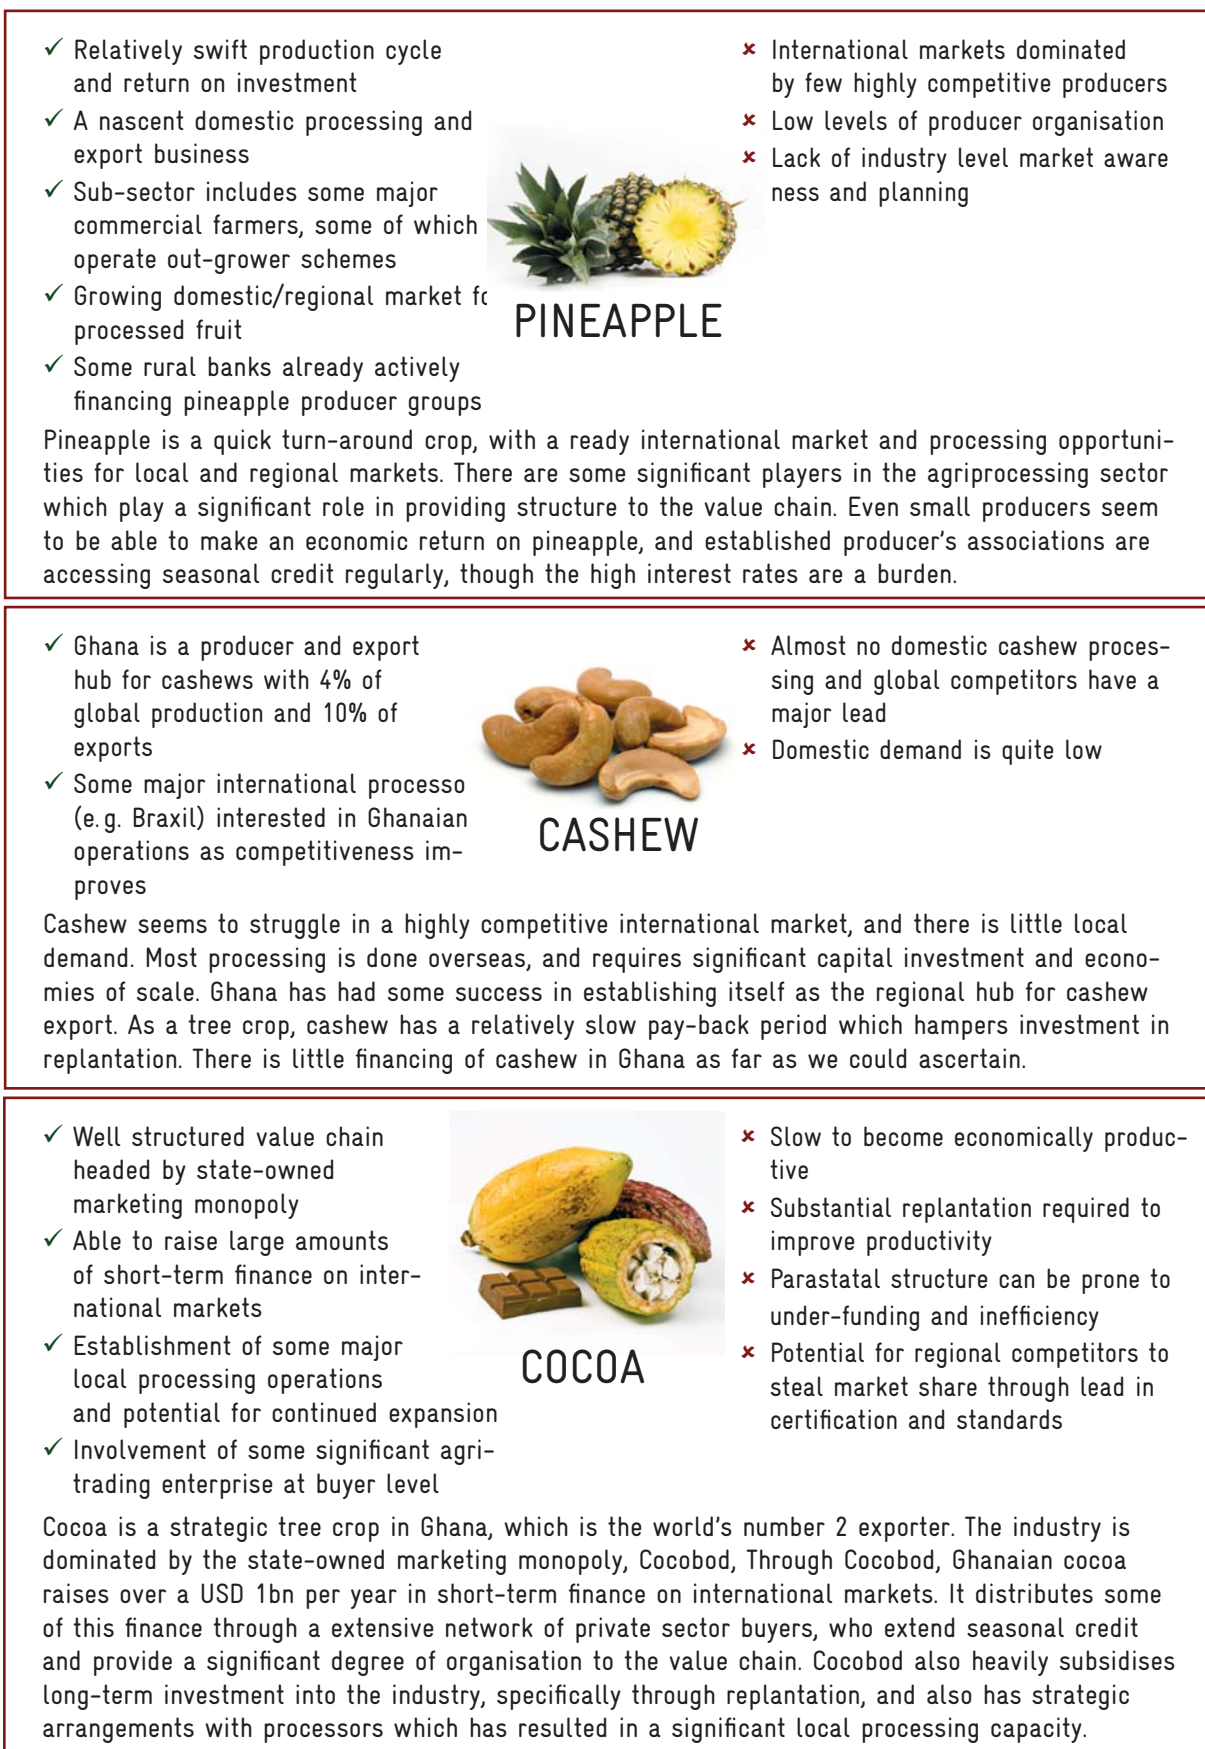 ✓ Relatively swift production cycle
and return on investment
✓ A nascent domestic processing and
export business
✓ Sub-sector includes some major
commercial farmers, some of which
operate out-grower schemes
✓ Growing domestic/regional market fo
processed fruit
✓ Some rural banks already actively
financing pineapple producer groups
PINEAPPLE
✗ International markets dominated
by few highly competitive producers
✗ Low levels of producer organisation
✗ Lack of industry level market aware
ness and planning
Pineapple is a quick turn-around crop, with a ready international market and processing opportuni-
ties for local and regional markets. There are some significant players in the agriprocessing sector
which play a significant role in providing structure to the value chain. Even small producers seem
to be able to make an economic return on pineapple, and established producer's associations are
accessing seasonal credit regularly, though the high interest rates are a burden.
✓ Ghana is a producer and export
hub for cashews with 4% of
global production and 10% of
exports
✓ Some major international processo
(e.g. Braxil) interested in Ghanaian
operations as competitiveness im-
proves
CASHEW
✗ Almost no domestic cashew proces-
sing and global competitors have a
major lead
✗ Domestic demand is quite low
Cashew seems to struggle in a highly competitive international market, and there is little local
demand. Most processing is done overseas, and requires significant capital investment and econo-
mies of scale. Ghana has had some success in establishing itself as the regional hub for cashew
export. As a tree crop, cashew has a relatively slow pay-back period which hampers investment in
replantation. There is little financing of cashew in Ghana as far as we could ascertain.
✓ Well structured value chain
headed by state-owned
marketing monopoly
✓ Able to raise large amounts
of short-term finance on inter-
national markets
✓ Establishment of some major
local processing operations
and potential for continued expansion
✓ Involvement of some significant agri-
trading enterprise at buyer level
COCOA
✗ Slow to become economically produc-
tive
✗ Substantial replantation required to
improve productivity
✗ Parastatal structure can be prone to
under-funding and inefficiency
✗ Potential for regional competitors to
steal market share through lead in
certification and standards
Cocoa is a strategic tree crop in Ghana, which is the world's number 2 exporter. The industry is
dominated by the state-owned marketing monopoly, Cocobod, Through Cocobod, Ghanaian cocoa
raises over a USD 1bn per year in short-term finance on international markets. It distributes some
of this finance through a extensive network of private sector buyers, who extend seasonal credit
and provide a significant degree of organisation to the value chain. Cocobod also heavily subsidises
long-term investment into the industry, specifically through replantation, and also has strategic
arrangements with processors which has resulted in a significant local processing capacity.